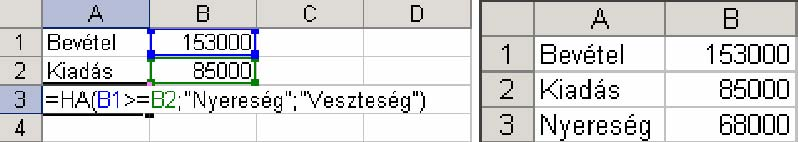 A B C D
1 Bevétel 153000
2 Kiadás 85000
3 =HA(B1>=B2;"Nyereség";"Veszteség")
4
A B
1 Bevétel 153000
2 Kiadás 85000
3 Nyereség 68000